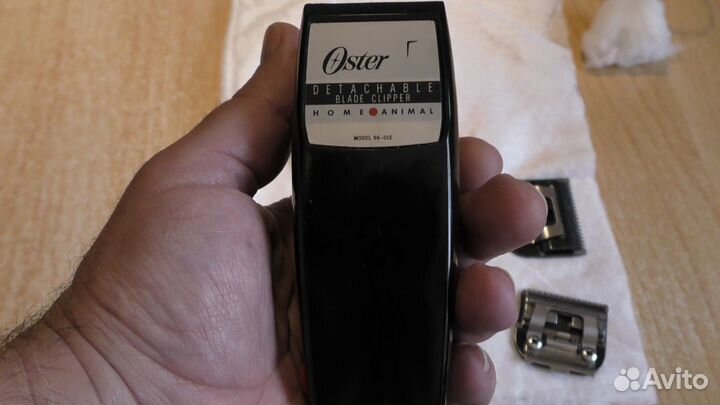 Oster
DETACHABLE
BLADE CLIPPER
HOME ANIMAL
MODEL 96-01E
Avito